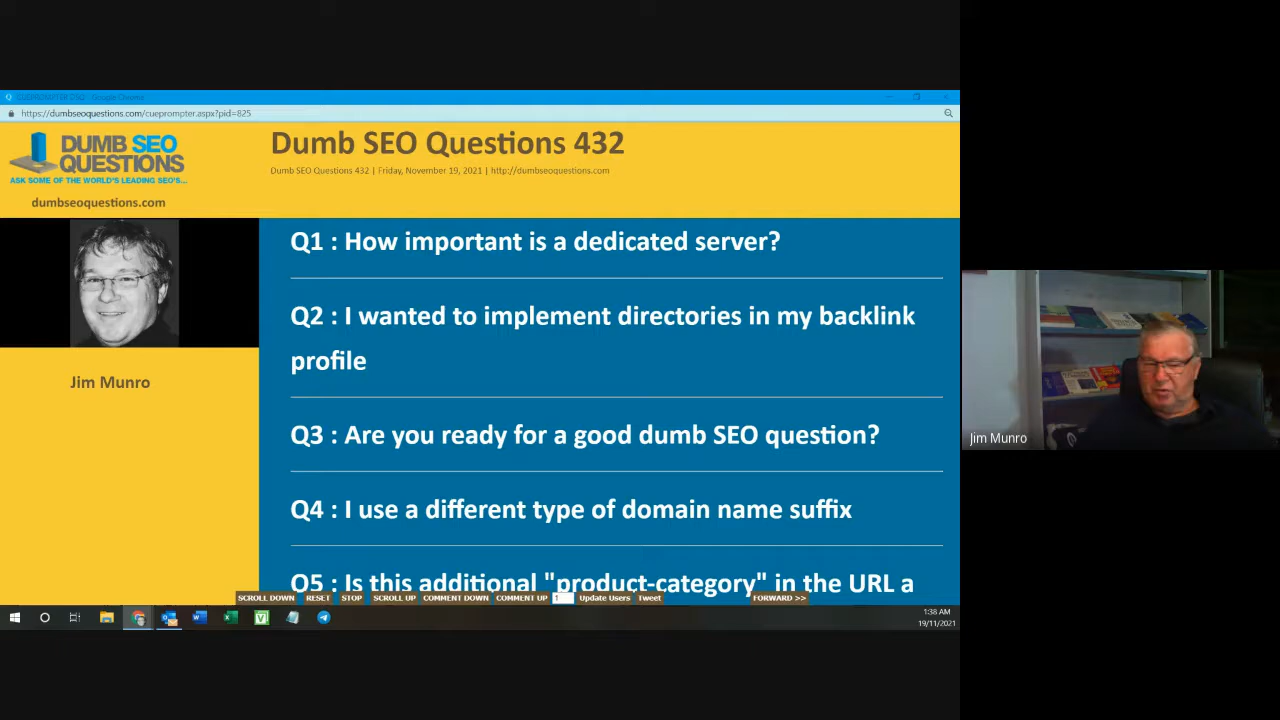 https://dumbseoquestions.com/cueprompter.aspx?pid=825
DUMB SEO
QUESTIONS
ASK SOME OF THE WORLD'S LEADING SEO'S...
dumbseoquestions.com
Dumb SEO Questions 432
Dumb SEO Questions 432 | Friday, November 19, 2021 | http://dumbseoquestions.com
Jim Munro
Q1 : How important is a dedicated server?
Q2 : I wanted to implement directories in my backlink
profile
Q3 : Are you ready for a good dumb SEO question?
Q4 : I use a different type of domain name suffix
Q5 : Is this additional "product-category" in the URL a
SCROLL DOWN RESET STOP SCROLL UP COMMENT DOWN COMMENT UP 1 Update Users Tweet FORWARD >>
1:38 AM
19/11/2021
Jim Munro